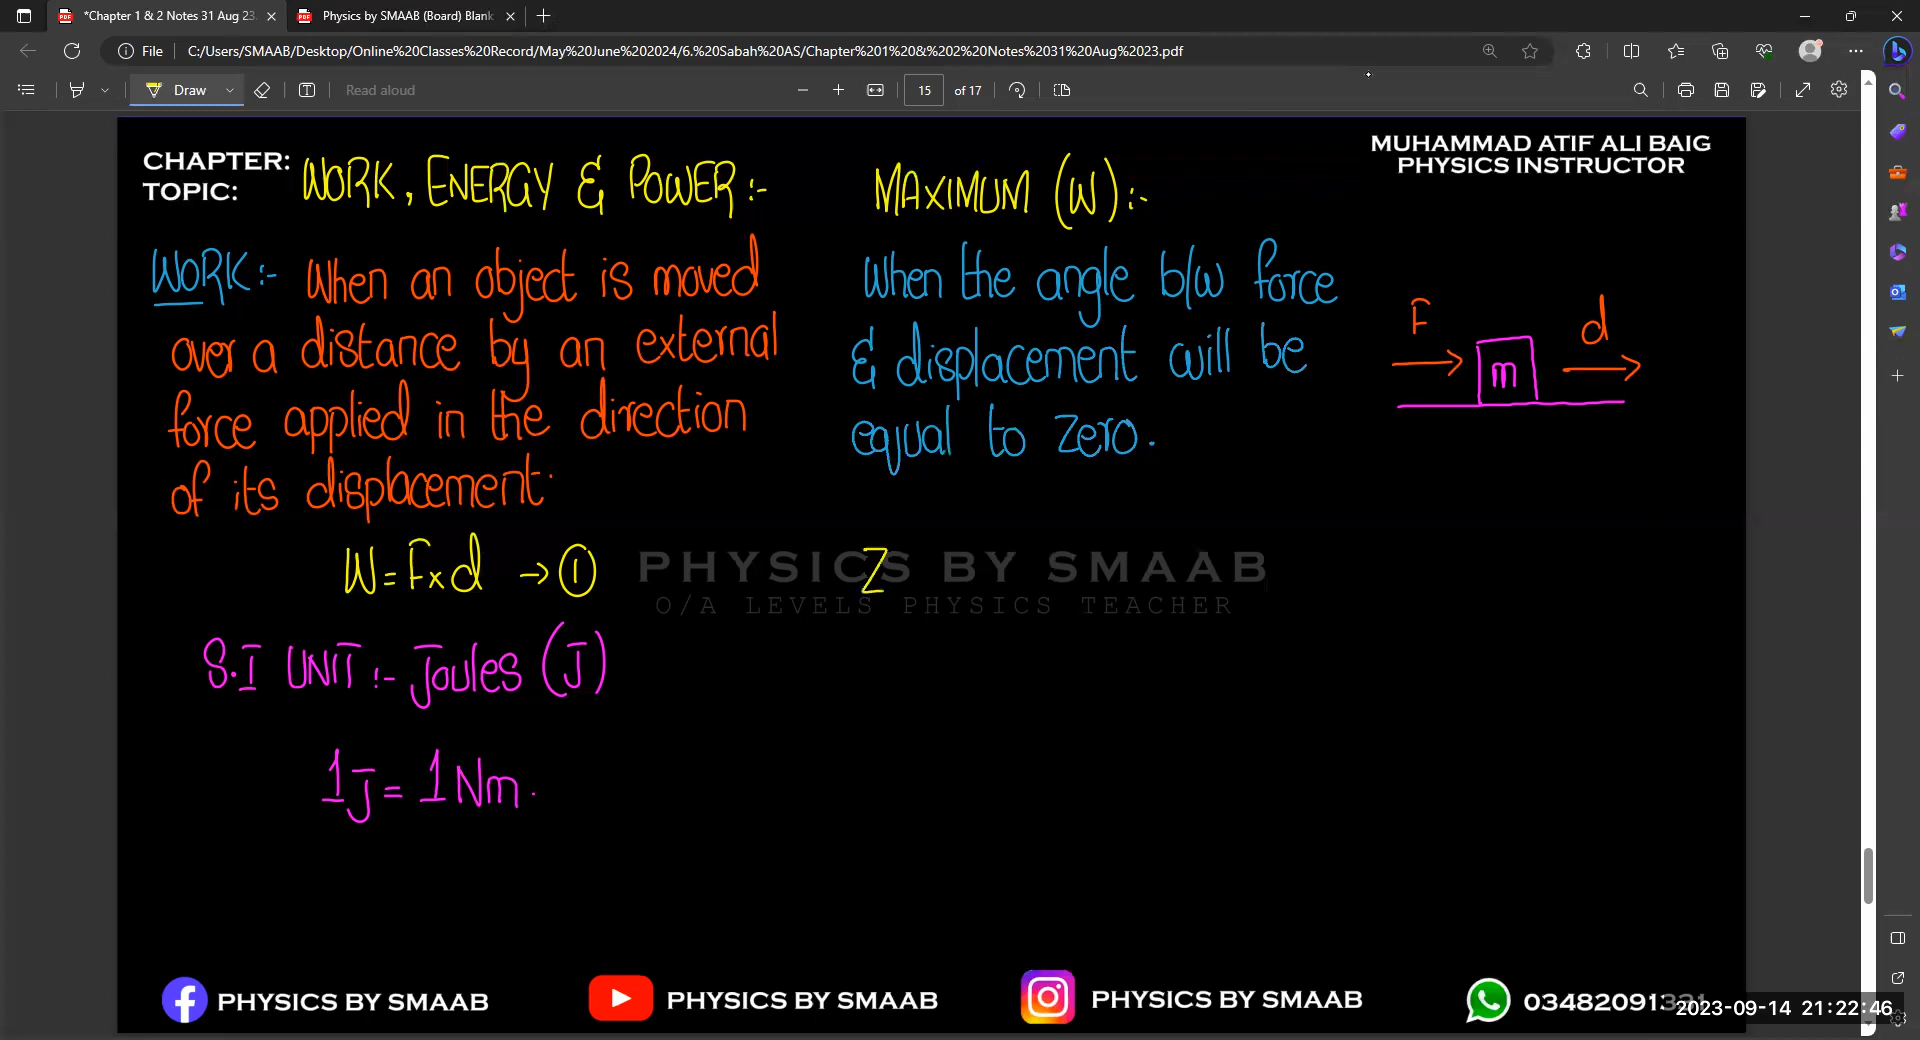 *Chapter 1 & 2 Notes 31 Aug 23.
Physics by SMAAB (Board) Blank
File
C:/Users/SMAAB/Desktop/Online%20Classes%20Record/May%20June%202024/6.%20Sabah%20AS/Chapter%201%20&%202%20Notes%2031%20Aug%2023.pdf
Draw
Read aloud
15 of 17
CHAPTER:
TOPIC:
WORK, ENERGY & POWER:-
WORK:- When an object is moved
over a distance by an external
force applied in the direction
of its displacement.
W = F x d → ①
S.I UNIT :- Joules (J)
1J = 1 Nm.
MAXIMUM (W) :-
When the angle b/w force
& displacement will be
equal to Zero.
Z
MUHAMMAD ATIF ALI BAIG
PHYSICS INSTRUCTOR
F
d
m
PHYSICS BY SMAAB
O/A LEVELS PHYSICS TEACHER
PHYSICS BY SMAAB
PHYSICS BY SMAAB
PHYSICS BY SMAAB
2023-09-14 21:22:46